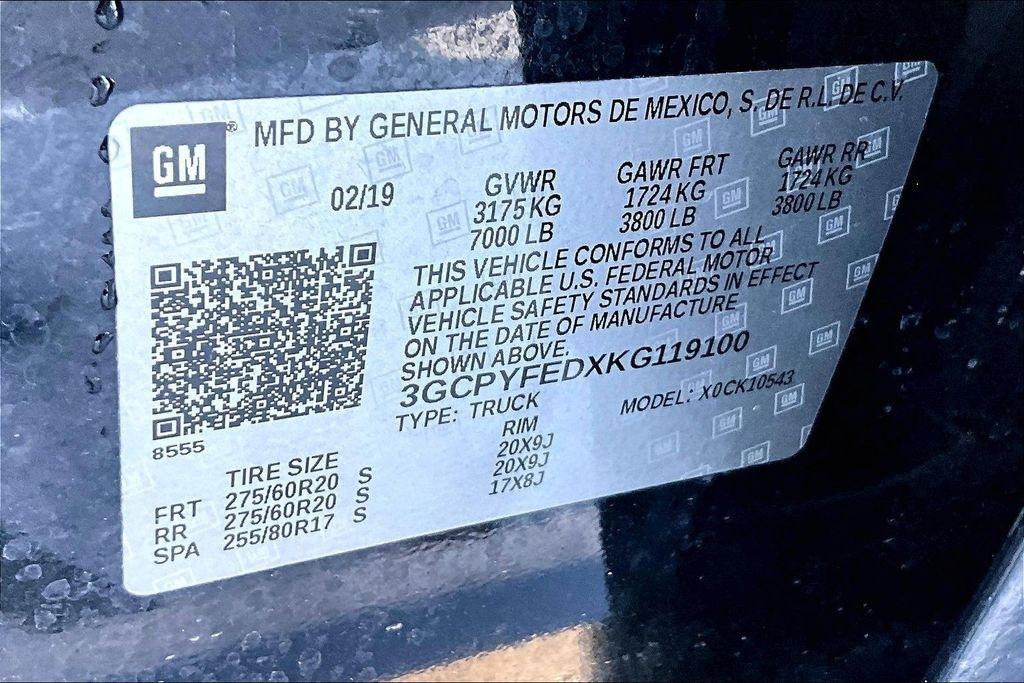 GM ® MFD BY GENERAL MOTORS DE MEXICO, S. DE R.L. DE C.V.
02/19 GVWR GAWR FRT GAWR RR
3175 KG 1724 KG 1724 KG
7000 LB 3800 LB 3800 LB
THIS VEHICLE CONFORMS TO ALL
APPLICABLE U.S. FEDERAL MOTOR
VEHICLE SAFETY STANDARDS IN EFFECT
ON THE DATE OF MANUFACTURE
SHOWN ABOVE.
3GCPYFEDXKG119100
8555
TYPE: TRUCK MODEL: X0CK10543
TIRE SIZE RIM
FRT 275/60R20 S 20X9J
RR 275/60R20 S 20X9J
SPA 255/80R17 S 17X8J